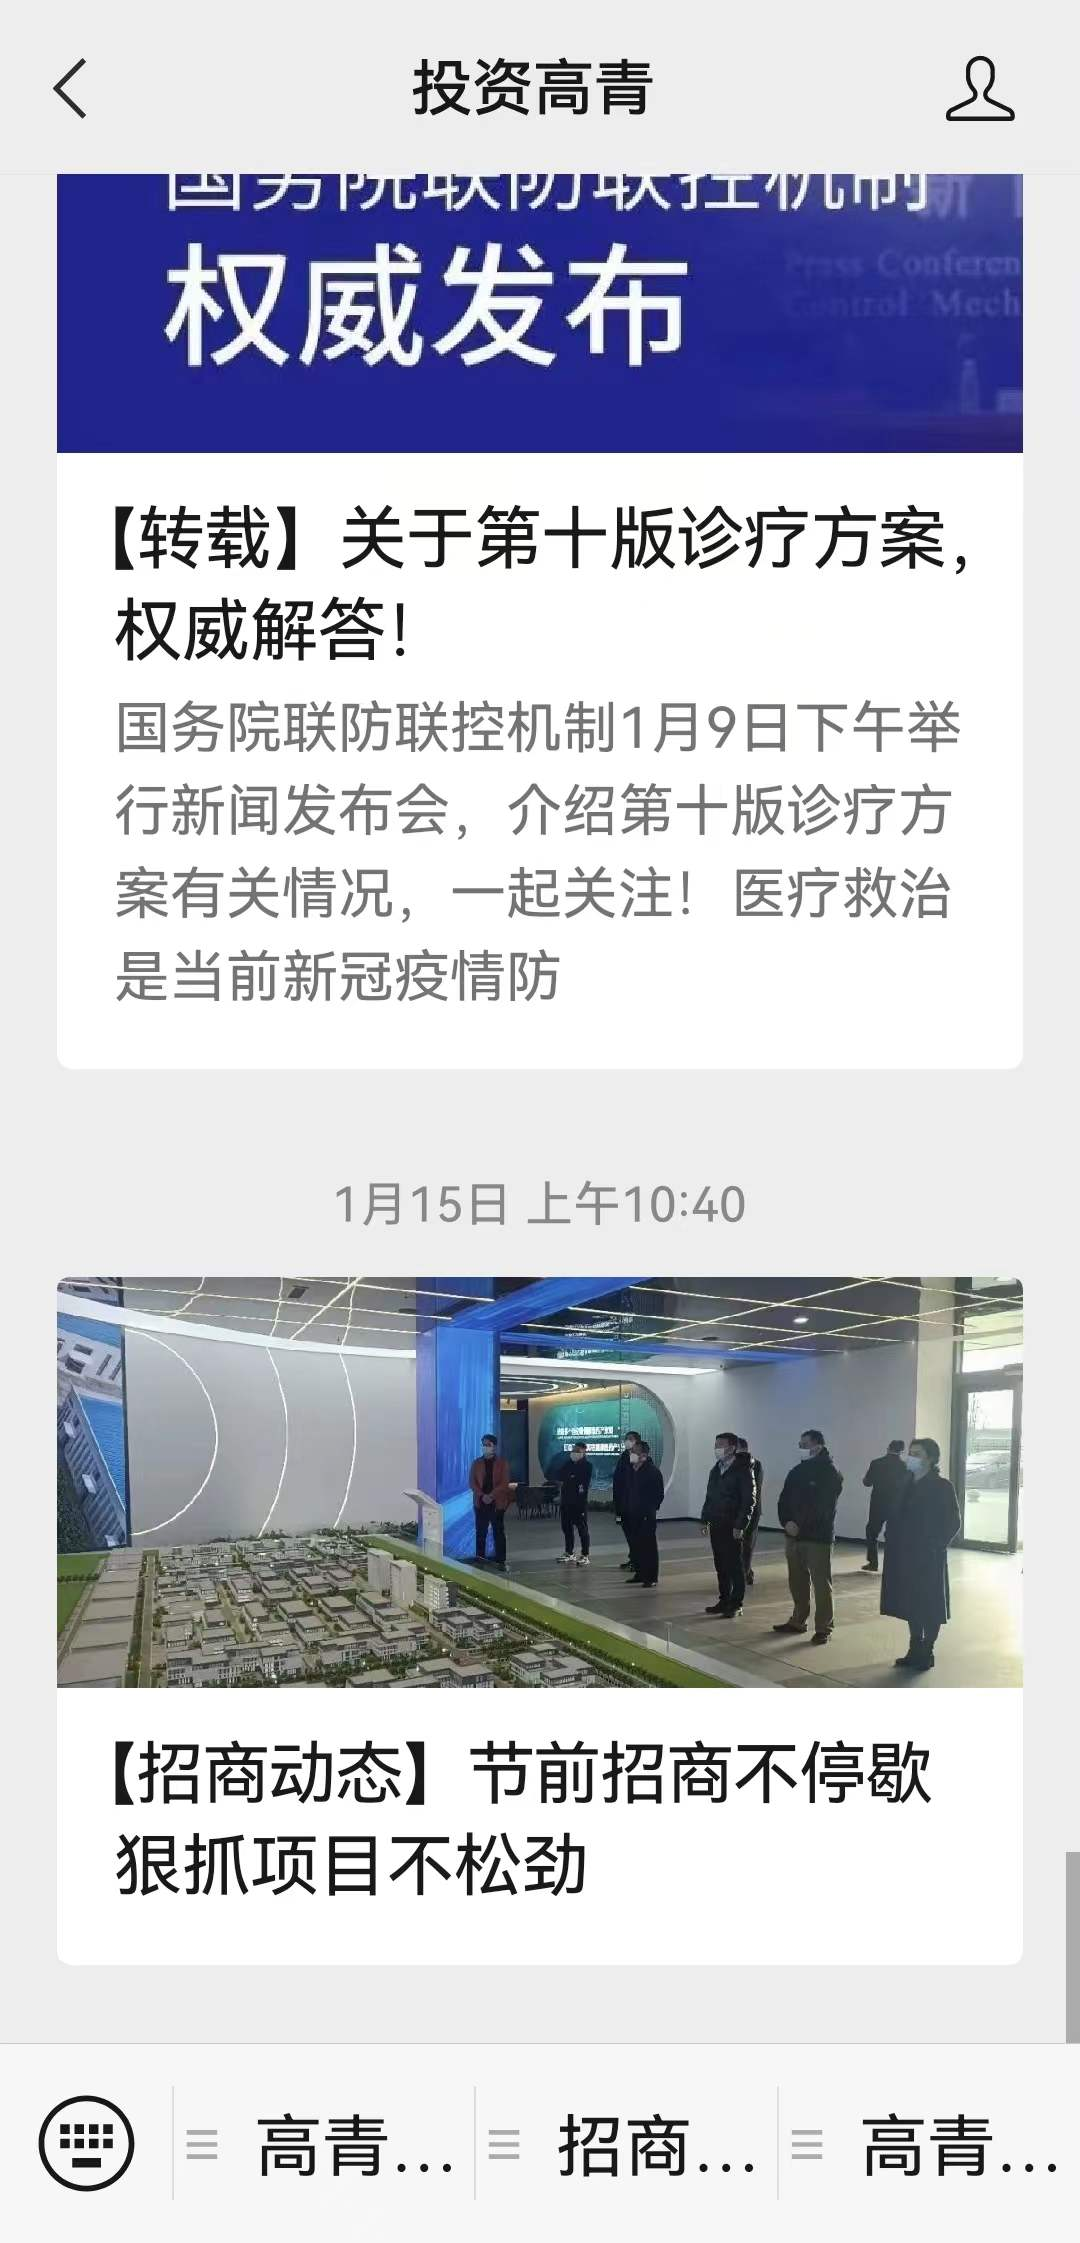 投资高青
国务院联防联控机制
权威发布
Press Conferen
Control Mech
【转载】关于第十版诊疗方案，
权威解答！
国务院联防联控机制1月9日下午举
行新闻发布会，介绍第十版诊疗方
案有关情况，一起关注！医疗救治
是当前新冠疫情防
1月15日 上午10:40
【招商动态】节前招商不停歇
狠抓项目不松劲
高青...
招商...
高青...